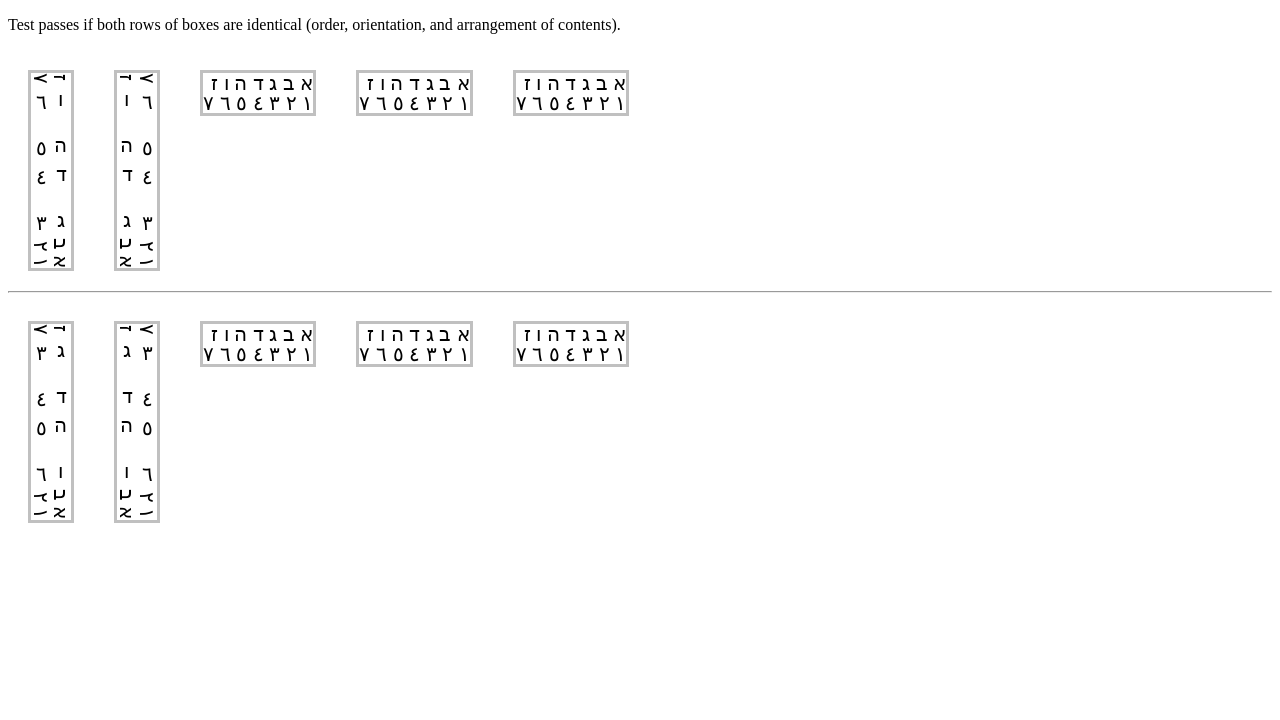 Test passes if both rows of boxes are identical (order, orientation, and arrangement of contents).
א ב ג ד ה ו ז
١ ٢ ٣ ٤ ٥ ٦ ٧
א ב ג ד ה ו ז
١ ٢ ٣ ٤ ٥ ٦ ٧
א ב ג ד ה ו ז
١ ٢ ٣ ٤ ٥ ٦ ٧
א ב ג ד ה ו ז
١ ٢ ٣ ٤ ٥ ٦ ٧
א ב ג ד ה ו ז
١ ٢ ٣ ٤ ٥ ٦ ٧
א ב ו ה ד ג ז
١ ٢ ٦ ٥ ٤ ٣ ٧
א ב ו ה ד ג ז
١ ٢ ٦ ٥ ٤ ٣ ٧
א ב ג ד ה ו ז
١ ٢ ٣ ٤ ٥ ٦ ٧
א ב ג ד ה ו ז
١ ٢ ٣ ٤ ٥ ٦ ٧
א ב ג ד ה ו ז
١ ٢ ٣ ٤ ٥ ٦ ٧